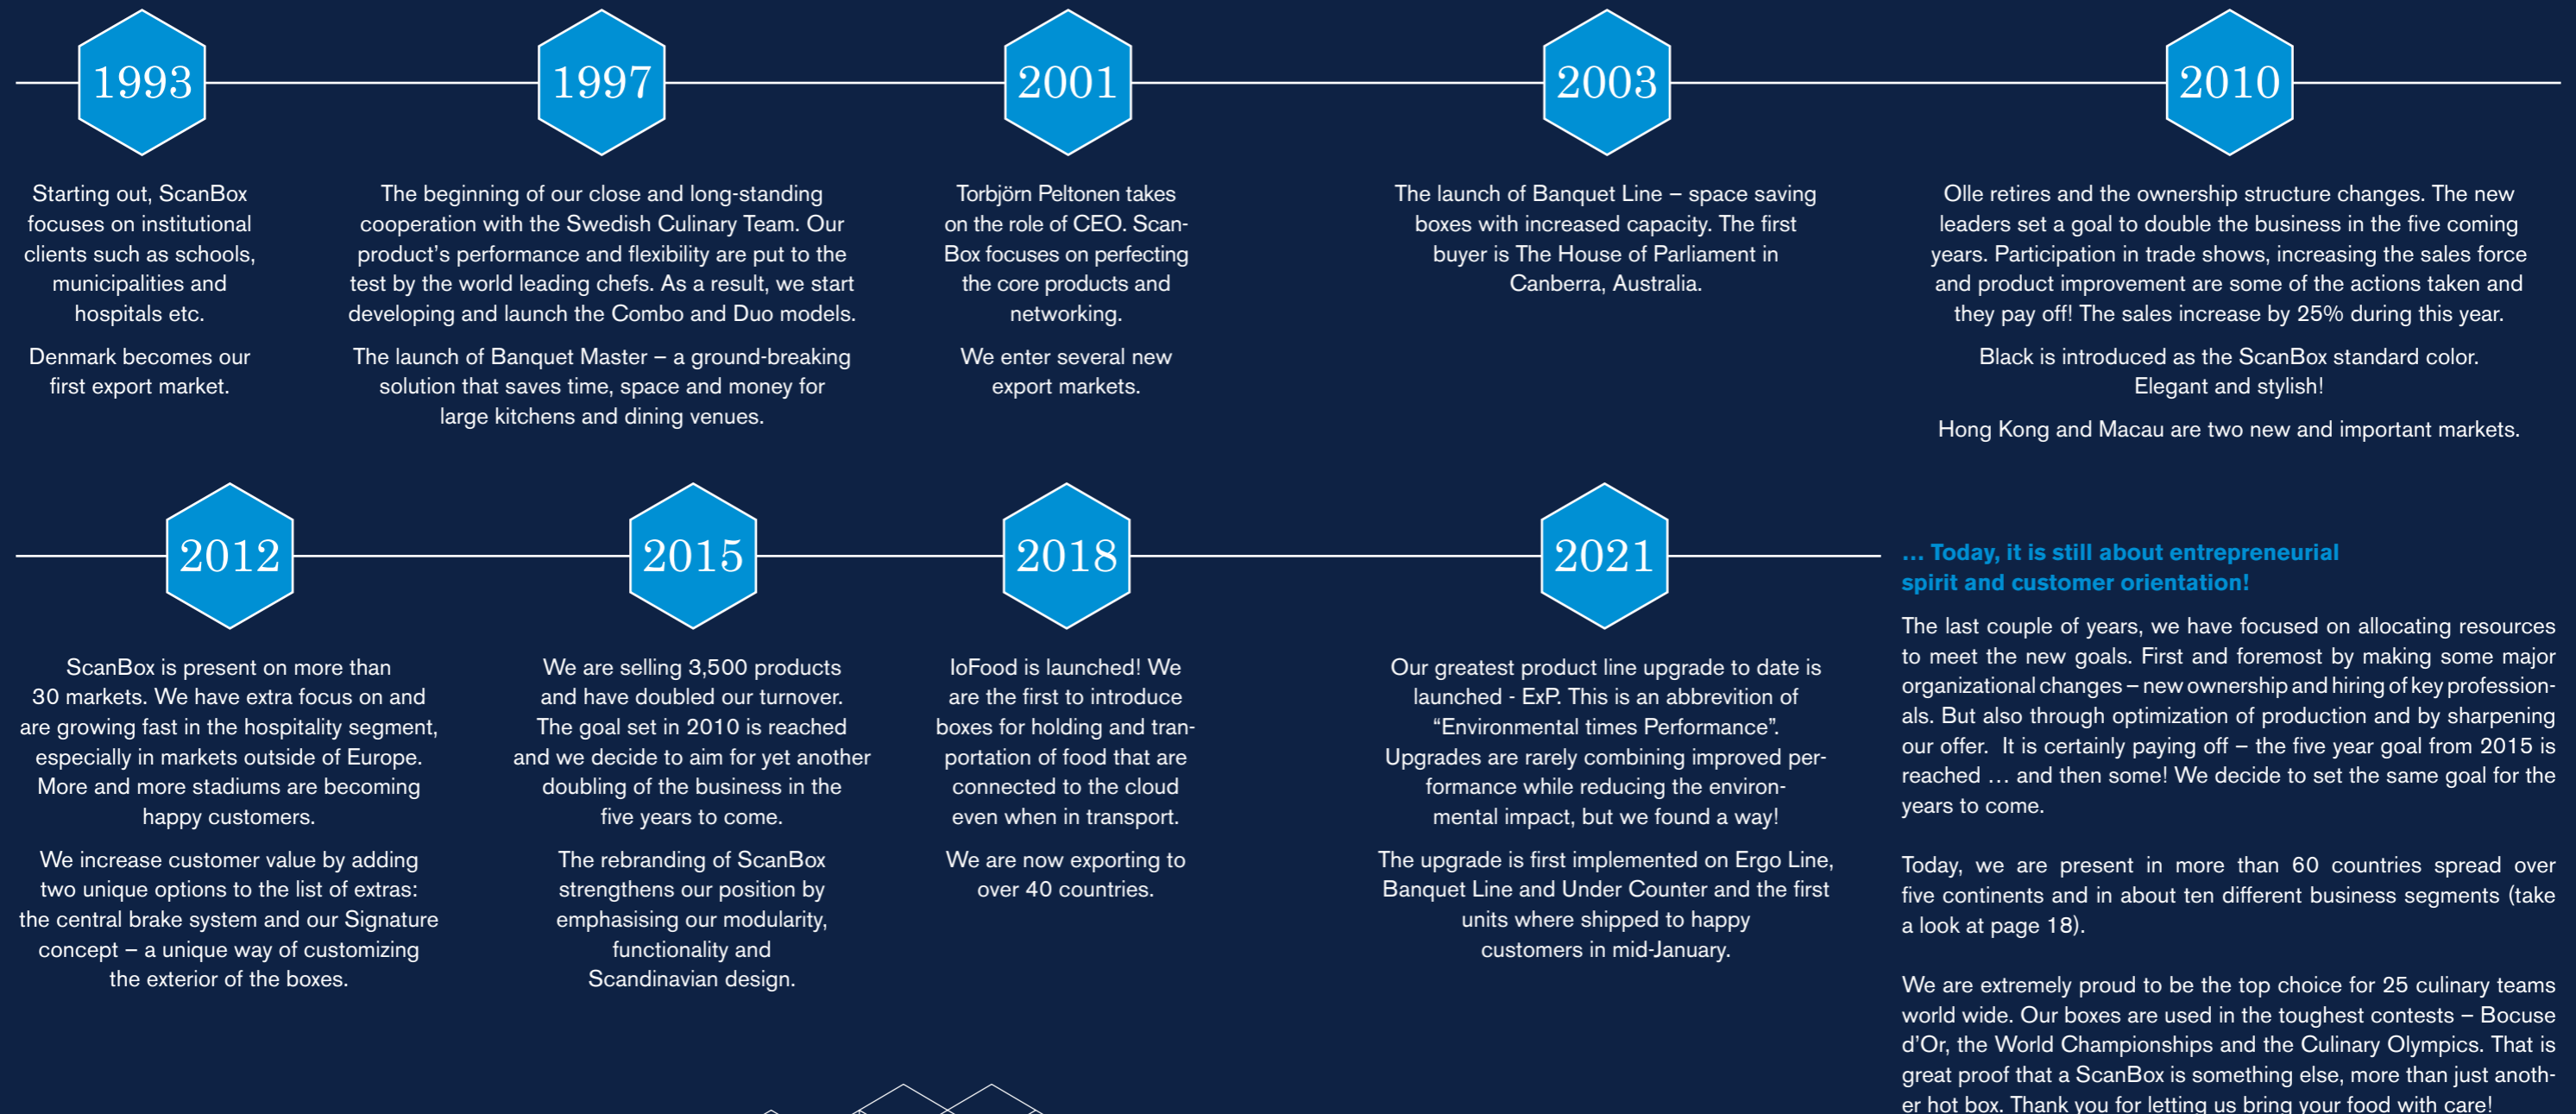 1993
Starting out, ScanBox
focuses on institutional
clients such as schools,
municipalities and
hospitals etc.
Denmark becomes our
first export market.
1997
The beginning of our close and long-standing
cooperation with the Swedish Culinary Team. Our
product's performance and flexibility are put to the
test by the world leading chefs. As a result, we start
developing and launch the Combo and Duo models.
The launch of Banquet Master – a ground-breaking
solution that saves time, space and money for
large kitchens and dining venues.
2001
Torbjörn Peltonen takes
on the role of CEO. Scan-
Box focuses on perfecting
the core products and
networking.
We enter several new
export markets.
2003
The launch of Banquet Line – space saving
boxes with increased capacity. The first
buyer is The House of Parliament in
Canberra, Australia.
2010
Olle retires and the ownership structure changes. The new
leaders set a goal to double the business in the five coming
years. Participation in trade shows, increasing the sales force
and product improvement are some of the actions taken and
they pay off! The sales increase by 25% during this year.
Black is introduced as the ScanBox standard color.
Elegant and stylish!
Hong Kong and Macau are two new and important markets.
2012
ScanBox is present on more than
30 markets. We have extra focus on and
are growing fast in the hospitality segment,
especially in markets outside of Europe.
More and more stadiums are becoming
happy customers.
We increase customer value by adding
two unique options to the list of extras:
the central brake system and our Signature
concept – a unique way of customizing
the exterior of the boxes.
2015
We are selling 3,500 products
and have doubled our turnover.
The goal set in 2010 is reached
and we decide to aim for yet another
doubling of the business in the
five years to come.
The rebranding of ScanBox
strengthens our position by
emphasising our modularity,
functionality and
Scandinavian design.
2018
IoFood is launched! We
are the first to introduce
boxes for holding and tran-
portation of food that are
connected to the cloud
even when in transport.
We are now exporting to
over 40 countries.
2021
Our greatest product line upgrade to date is
launched - ExP. This is an abbrevition of
“Environmental times Performance”.
Upgrades are rarely combining improved per-
formance while reducing the environ-
mental impact, but we found a way!
The upgrade is first implemented on Ergo Line,
Banquet Line and Under Counter and the first
units where shipped to happy
customers in mid-January.
... Today, it is still about entrepreneurial
spirit and customer orientation!
The last couple of years, we have focused on allocating resources
to meet the new goals. First and foremost by making some major
organizational changes – new ownership and hiring of key profession-
als. But also through optimization of production and by sharpening
our offer. It is certainly paying off – the five year goal from 2015 is
reached ... and then some! We decide to set the same goal for the
years to come.
Today, we are present in more than 60 countries spread over
five continents and in about ten different business segments (take
a look at page 18).
We are extremely proud to be the top choice for 25 culinary teams
world wide. Our boxes are used in the toughest contests – Bocuse
d'Or, the World Championships and the Culinary Olympics. That is
great proof that a ScanBox is something else, more than just anoth-
er hot box. Thank you for letting us bring your food with care!